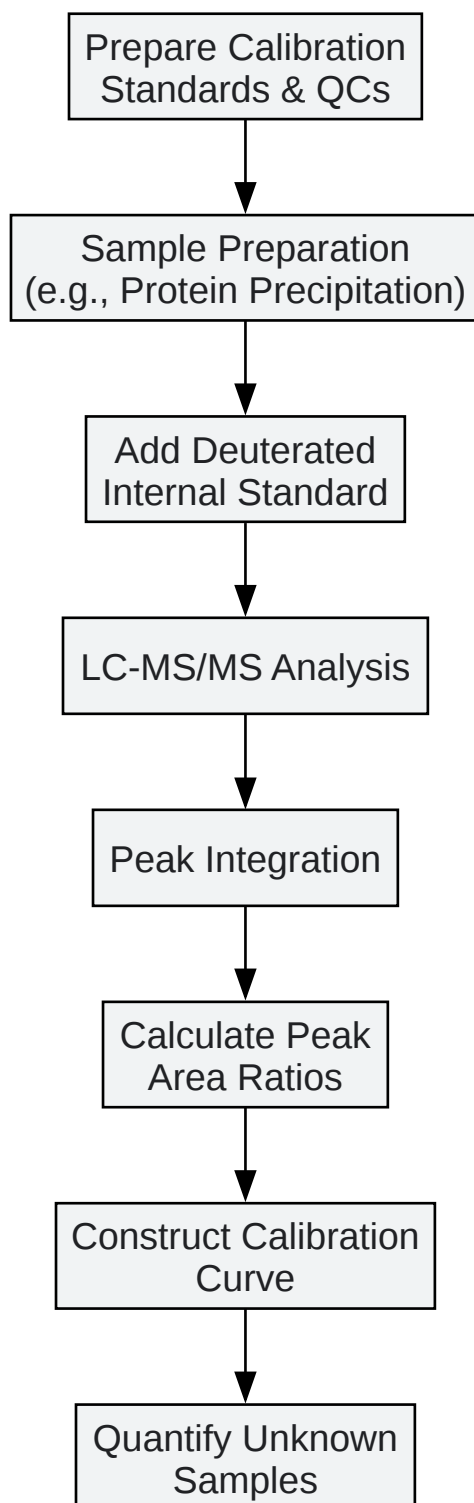 Prepare Calibration
Standards & QCs
Sample Preparation
(e.g., Protein Precipitation)
Add Deuterated
Internal Standard
LC-MS/MS Analysis
Peak Integration
Calculate Peak
Area Ratios
Construct Calibration
Curve
Quantify Unknown
Samples